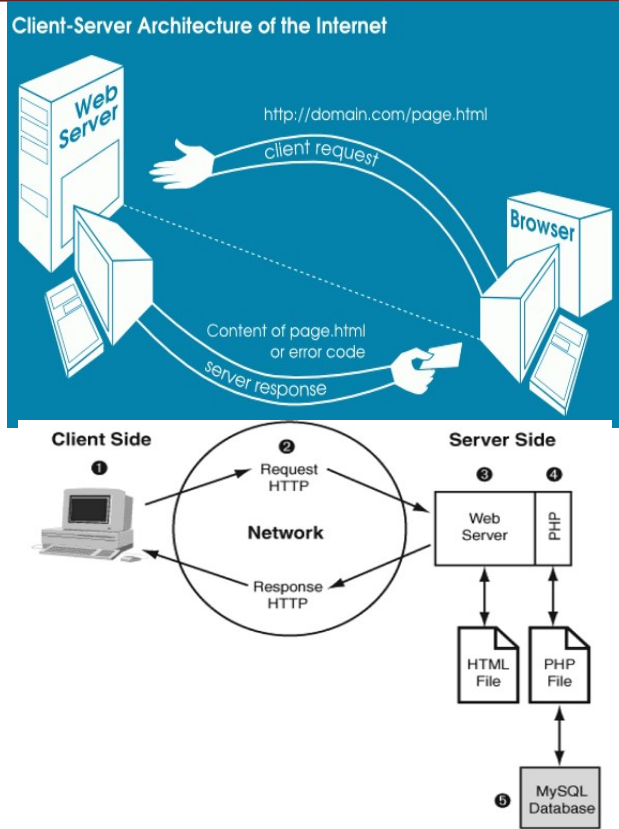 Client-Server Architecture of the Internet
Web
Server
http://domain.com/page.html
client request
Browser
Content of page.html
or error code
server response
Client Side
Server Side
❶
❷
❸
❹
Request
HTTP
Web
Server
PHP
Network
Response
HTTP
HTML
File
PHP
File
❺
MySQL
Database